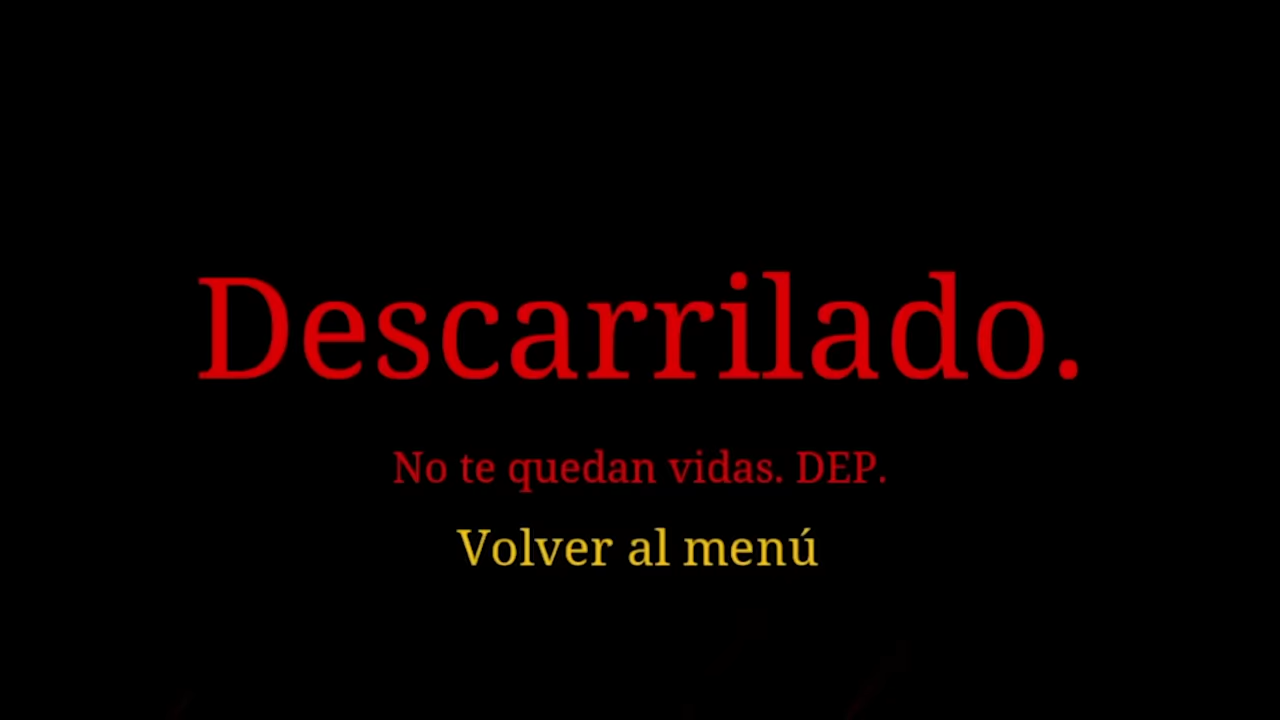 Descarrilado.
No te quedan vidas. DEP.
Volver al menú